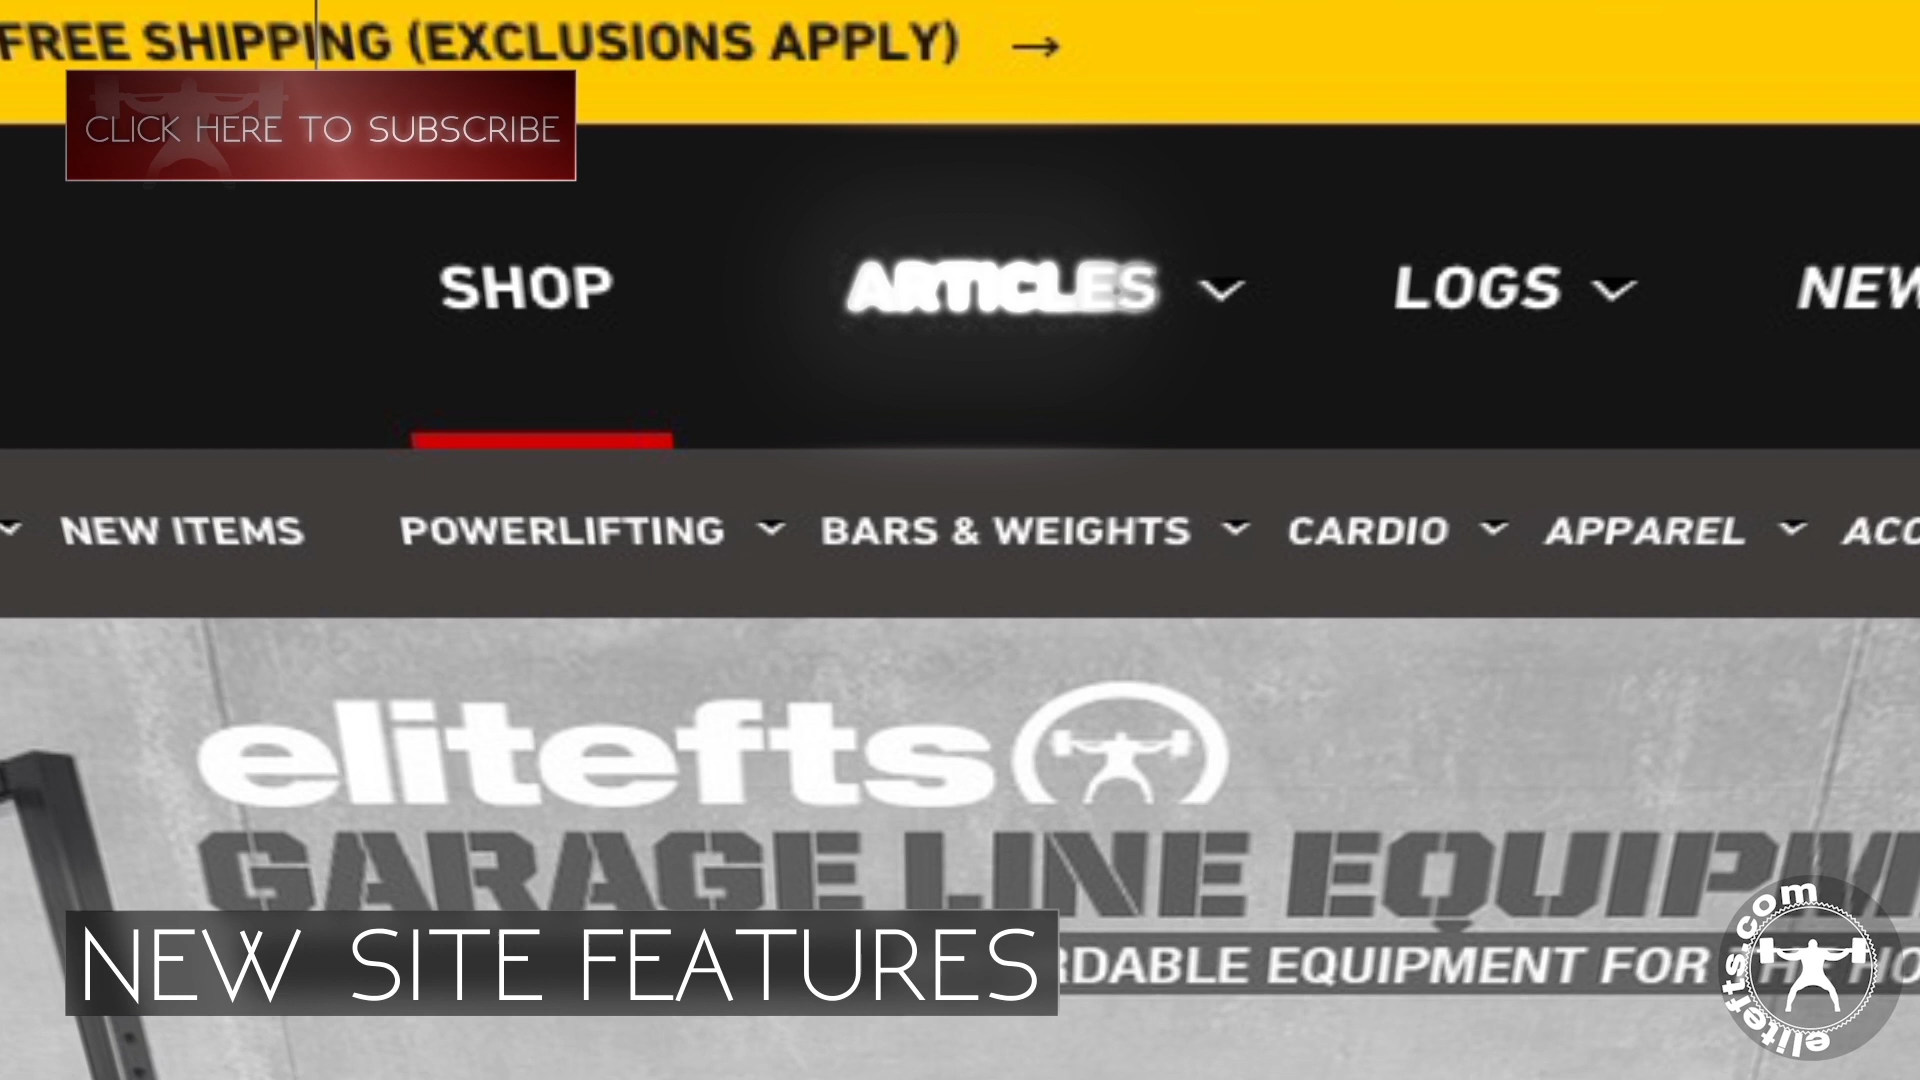 FREE SHIPPING (EXCLUSIONS APPLY) →
CLICK HERE TO SUBSCRIBE
SHOP ARTICLES LOGS
NEW ITEMS POWERLIFTING BARS & WEIGHTS CARDIO APPAREL
elitefts
GARAGE LINE
NEW SITE FEATURES
EQUIPMENT FOR
elitefts.com